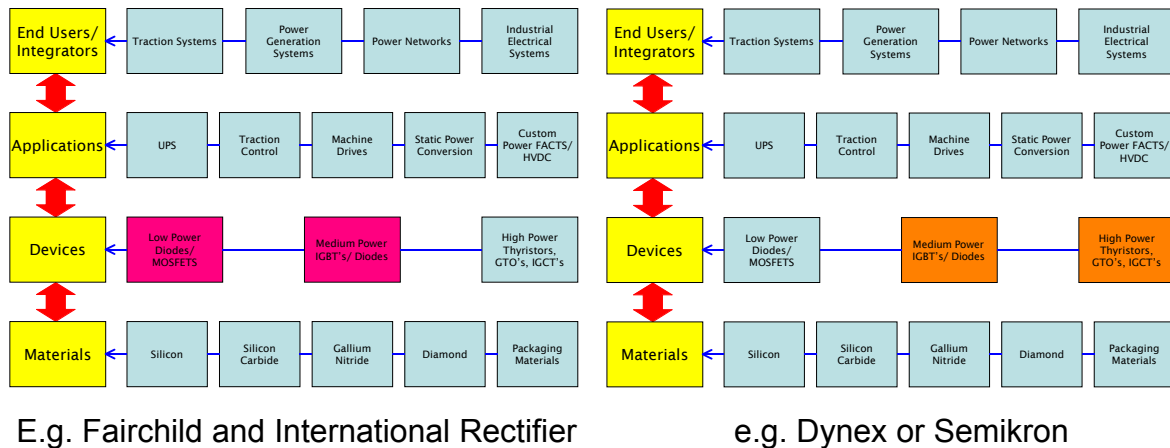 End Users/
Integrators
Traction Systems
Power
Generation
Systems
Power Networks
Industrial
Electrical
Systems
Applications
UPS
Traction
Control
Machine
Drives
Static Power
Conversion
Custom
Power FACTS/
HVDC
Devices
Low Power
Diodes/
MOSFETS
Medium Power
IGBT's/ Diodes
High Power
Thyristors,
GTO's, IGCT's
Materials
Silicon
Silicon
Carbide
Gallium
Nitride
Diamond
Packaging
Materials
E.g. Fairchild and International Rectifier
End Users/
Integrators
Traction Systems
Power
Generation
Systems
Power Networks
Industrial
Electrical
Systems
Applications
UPS
Traction
Control
Machine
Drives
Static Power
Conversion
Custom
Power FACTS/
HVDC
Devices
Low Power
Diodes/
MOSFETS
Medium Power
IGBT's/ Diodes
High Power
Thyristors,
GTO's, IGCT's
Materials
Silicon
Silicon
Carbide
Gallium
Nitride
Diamond
Packaging
Materials
e.g. Dynex or Semikron